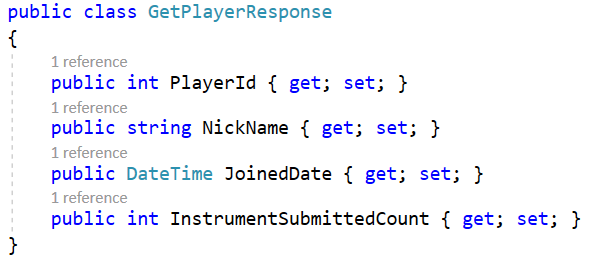 public class GetPlayerResponse
{
1 reference
public int PlayerId { get; set; }
1 reference
public string NickName { get; set; }
1 reference
public DateTime JoinedDate { get; set; }
1 reference
public int InstrumentSubmittedCount { get; set; }
}